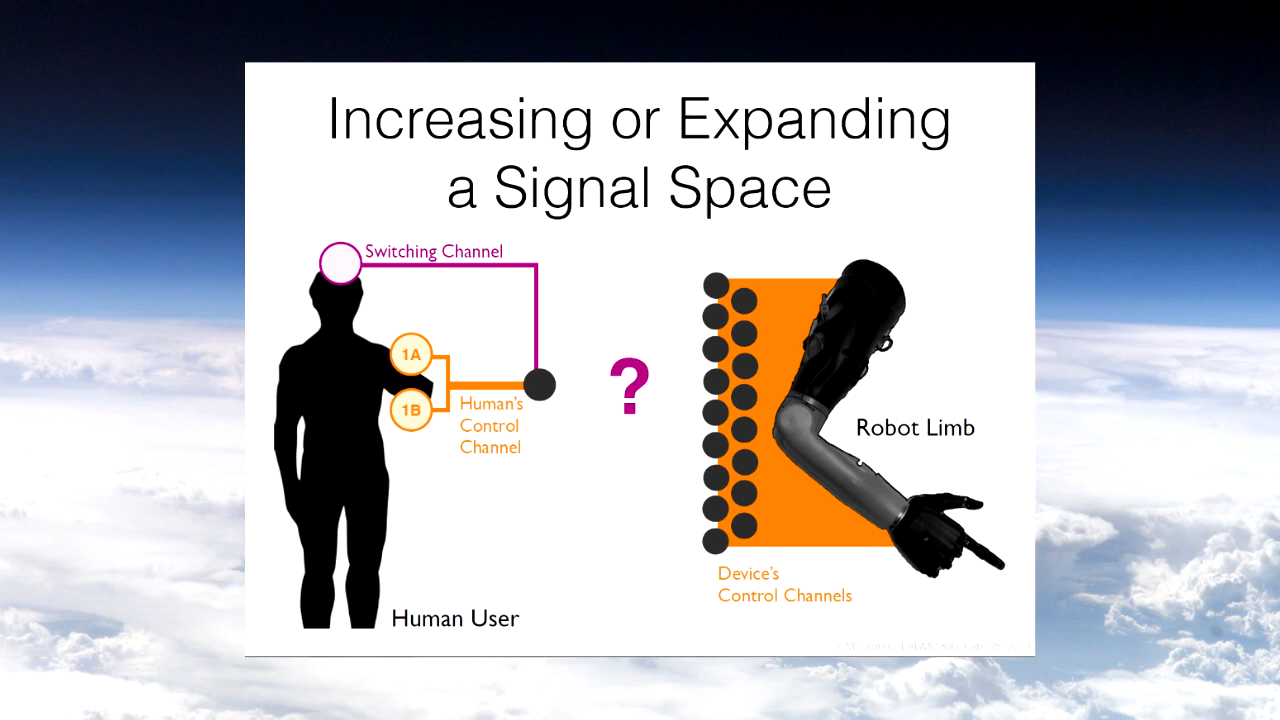 Increasing or Expanding
a Signal Space
Switching Channel
1A
1B
Human's
Control
Channel
?
Robot Limb
Device's
Control Channels
Human User